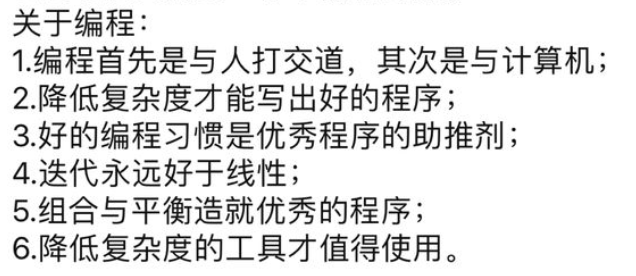 关于编程：
1.编程首先是与人打交道，其次是与计算机；
2.降低复杂度才能写出好的程序；
3.好的编程习惯是优秀程序的助推剂；
4.迭代永远好于线性；
5.组合与平衡造就优秀的程序；
6.降低复杂度的工具才值得使用。